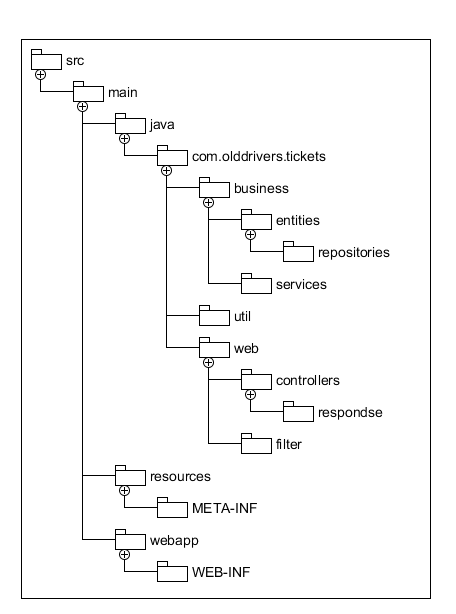 src
main
java
com.olddrivers.tickets
business
entities
repositories
services
util
web
controllers
respondse
filter
resources
META-INF
webapp
WEB-INF